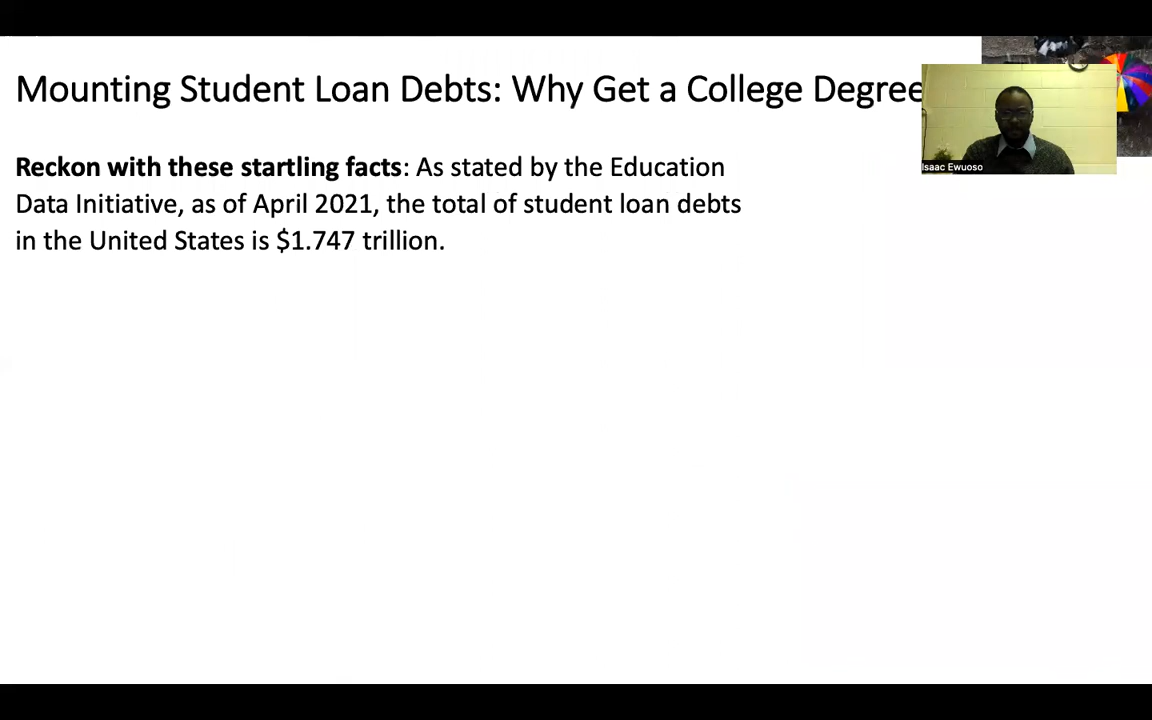 Mounting Student Loan Debts: Why Get a College Degree
Reckon with these startling facts: As stated by the Education
Data Initiative, as of April 2021, the total of student loan debts
in the United States is $1.747 trillion.
Isaac Ewuoso